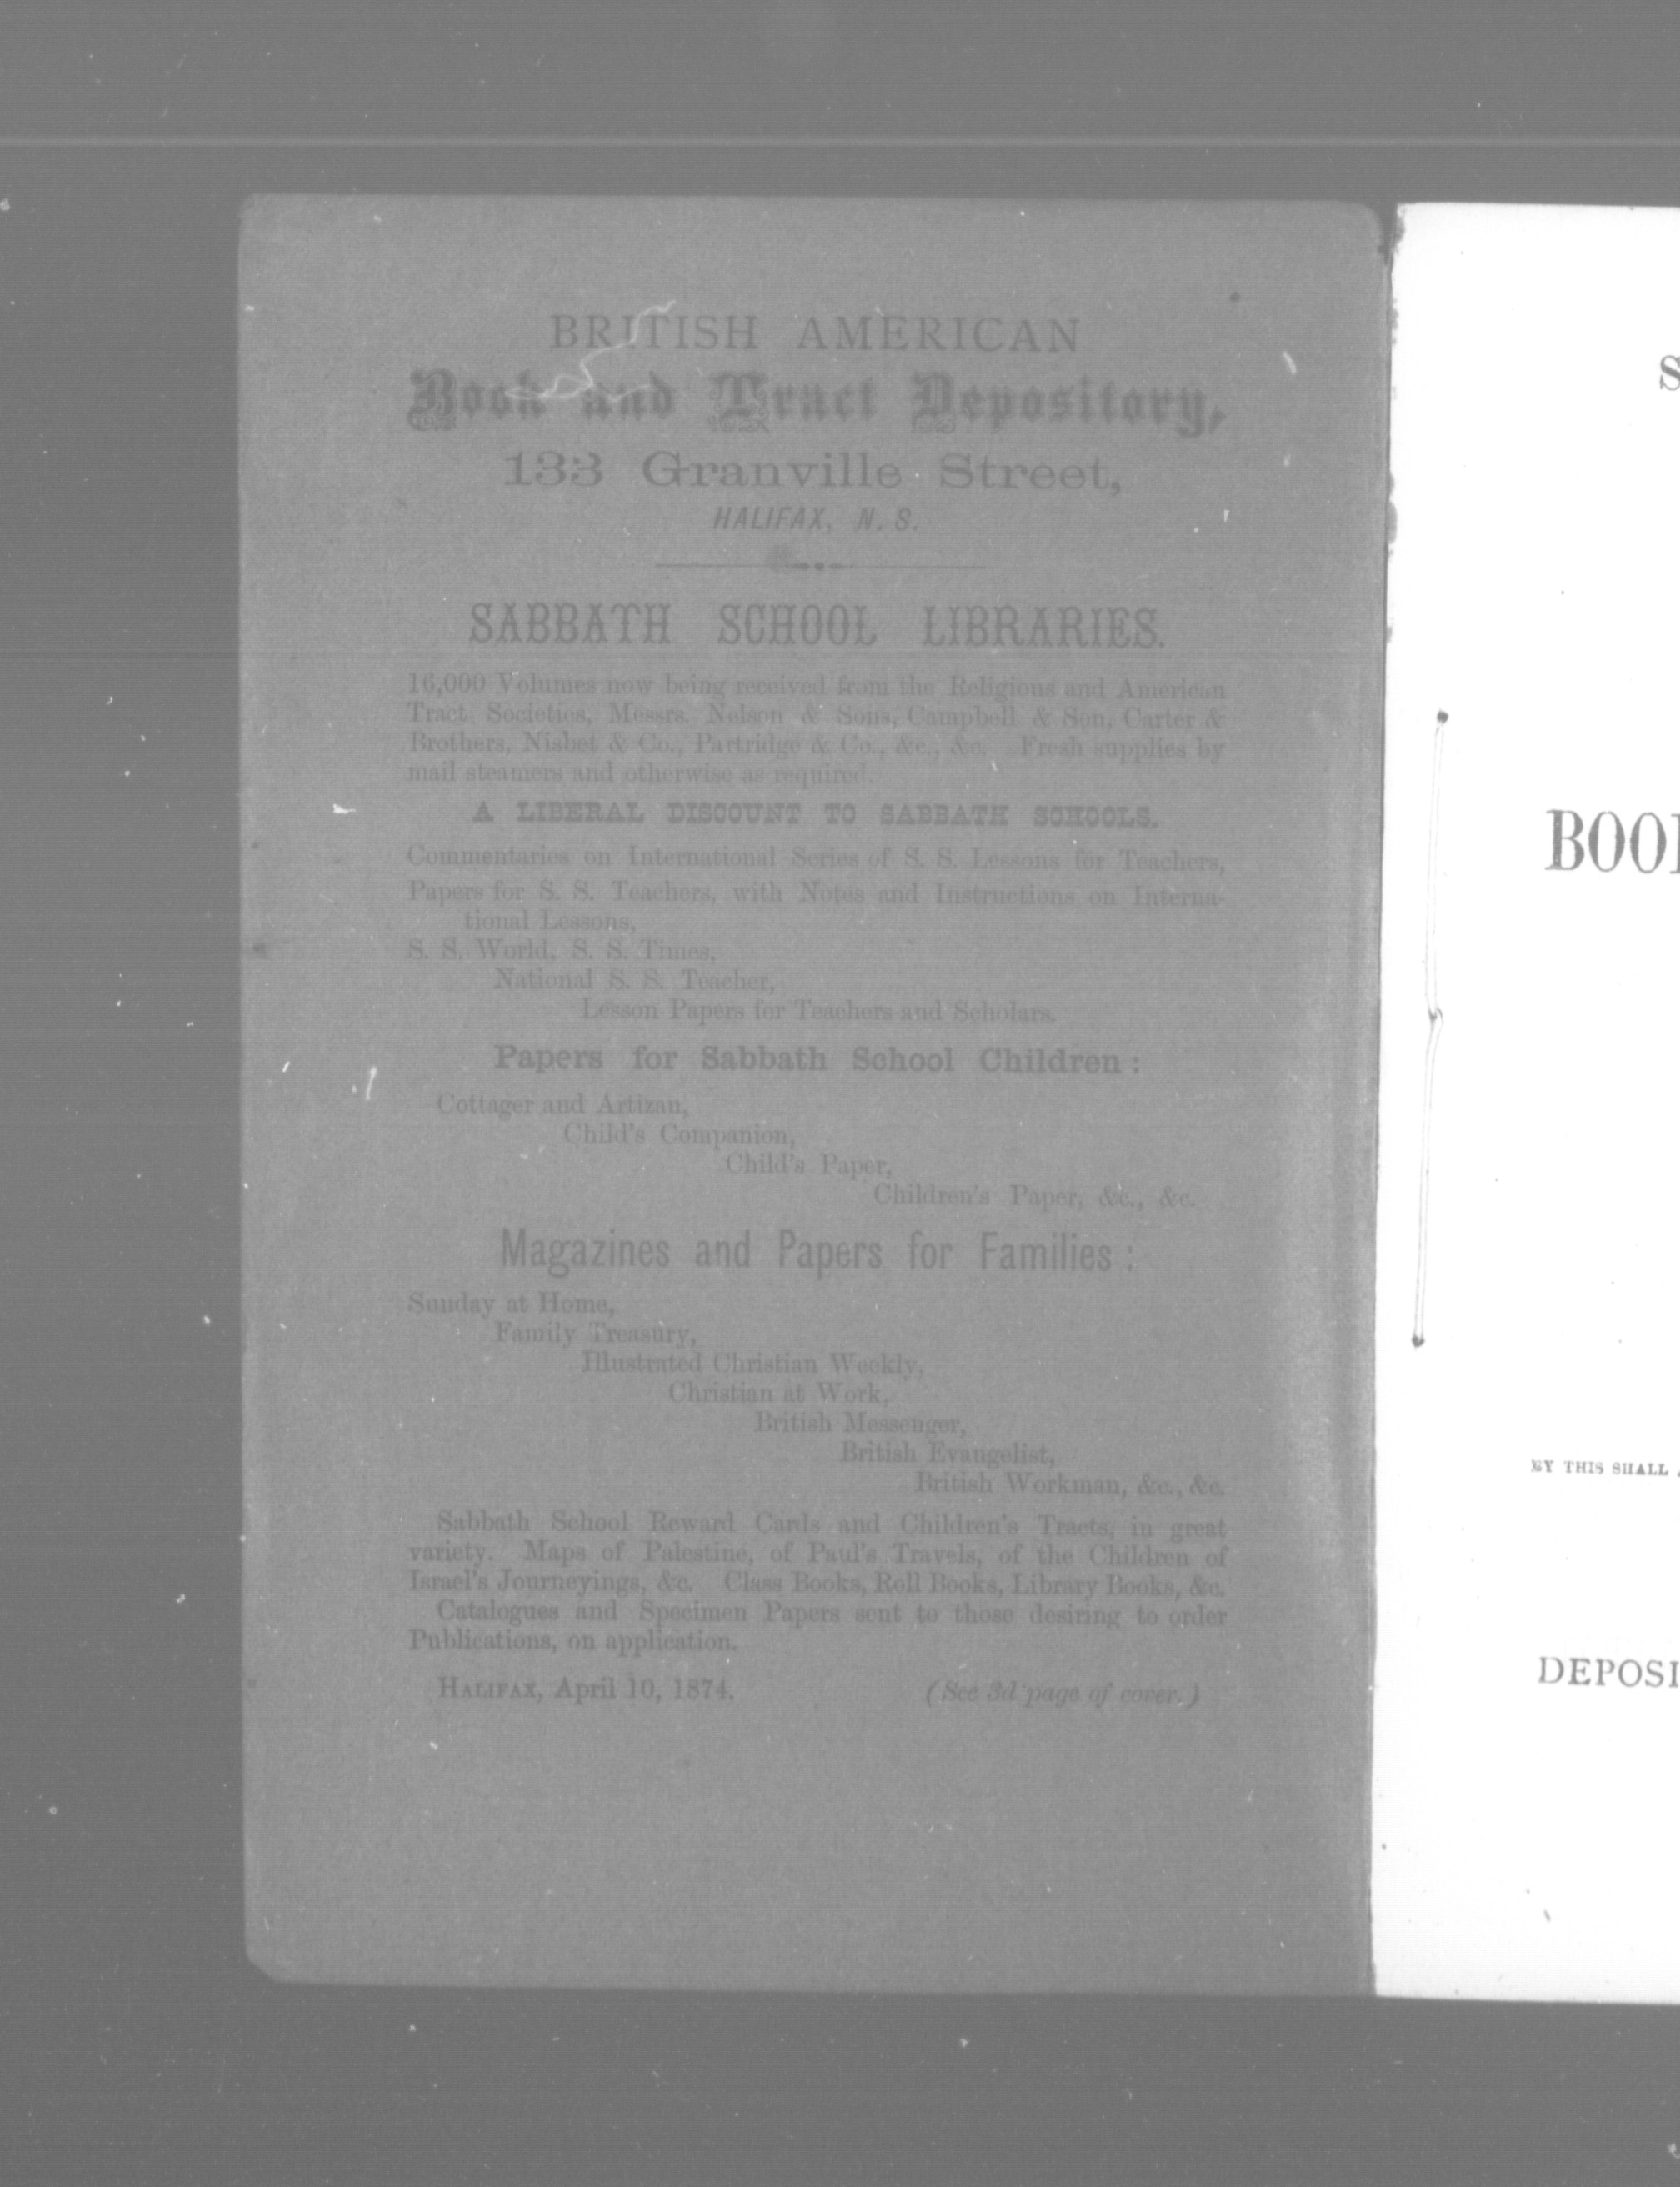 BRITISH AMERICAN
Book and Tract Depository,
133 Granville Street,
HALIFAX, N. S.
SABBATH SCHOOL LIBRARIES.
16,000 Volumes now being received from the Religious and American
Tract Societies, Messrs. Nelson & Sons, Campbell & Son, Carter &
Brothers, Nisbet & Co., Partridge & Co., &c., &c. Fresh supplies by
mail steamers and otherwise as required.
A LIBERAL DISCOUNT TO SABBATH SCHOOLS.
Commentaries on International Series of S. S. Lessons for Teachers,
Papers for S. S. Teachers, with Notes and Instructions on Interna-
tional Lessons,
S. S. World, S. S. Times,
National S. S. Teacher,
Lesson Papers for Teachers and Scholars.
Papers for Sabbath School Children :
Cottager and Artizan,
Child's Companion,
Child's Paper,
Children's Paper, &c., &c.
Magazines and Papers for Families :
Sunday at Home,
Family Treasury,
Illustrated Christian Weekly,
Christian at Work,
British Messenger,
British Evangelist,
British Workman, &c., &c.
Sabbath School Reward Cards and Children's Tracts, in great
variety. Maps of Palestine, of Paul's Travels, of the Children of
Israel's Journeyings, &c. Class Books, Roll Books, Library Books, &c.
Catalogues and Specimen Papers sent to those desiring to order
Publications, on application.
HALIFAX, April 10, 1874. (See 3d page of cover.)
S
BOO
BY THIS SHALL
DEPOSI